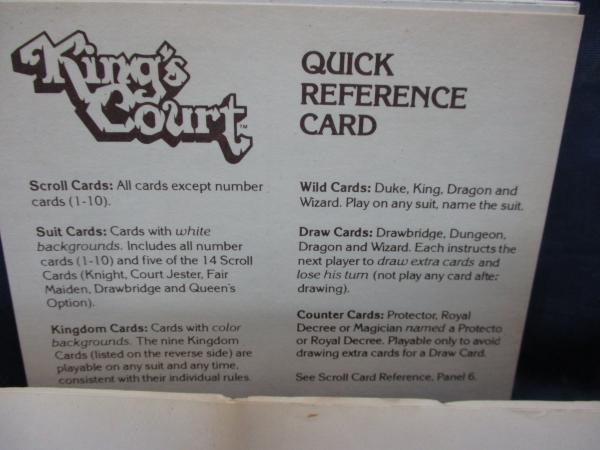 King's
Court™
Scroll Cards: All cards except number
cards (1-10).
Suit Cards: Cards with white
backgrounds. Includes all number
cards (1-10) and five of the 14 Scroll
Cards (Knight, Court Jester, Fair
Maiden, Drawbridge and Queen's
Option).
Kingdom Cards: Cards with color
backgrounds. The nine Kingdom
Cards (listed on the reverse side) are
playable on any suit and any time,
consistent with their individual rules.
QUICK
REFERENCE
CARD
Wild Cards: Duke, King, Dragon and
Wizard. Play on any suit, name the suit.
Draw Cards: Drawbridge, Dungeon,
Dragon and Wizard. Each instructs the
next player to draw extra cards and
lose his turn (not play any card after
drawing).
Counter Cards: Protector, Royal
Decree or Magician named a Protecto
or Royal Decree. Playable only to avoid
drawing extra cards for a Draw Card.
See Scroll Card Reference, Panel 6.